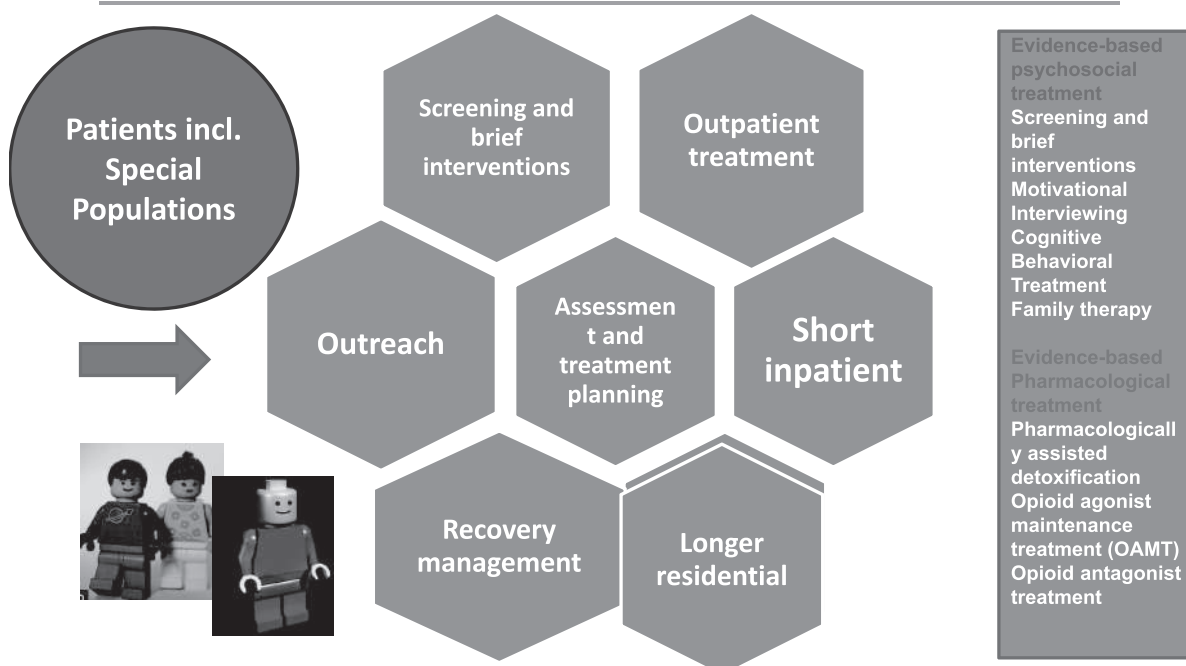 Patients incl.
Special
Populations
Screening and
brief
interventions
Outpatient
treatment
Outreach
Assessmen
t and
treatment
planning
Short
inpatient
Recovery
management
Longer
residential
Evidence-based
psychosocial
treatment
Screening and
brief
interventions
Motivational
Interviewing
Cognitive
Behavioral
Treatment
Family therapy
Evidence-based
Pharmacological
treatment
Pharmacologicall
y assisted
detoxification
Opioid agonist
maintenance
treatment (OAMT)
Opioid antagonist
treatment